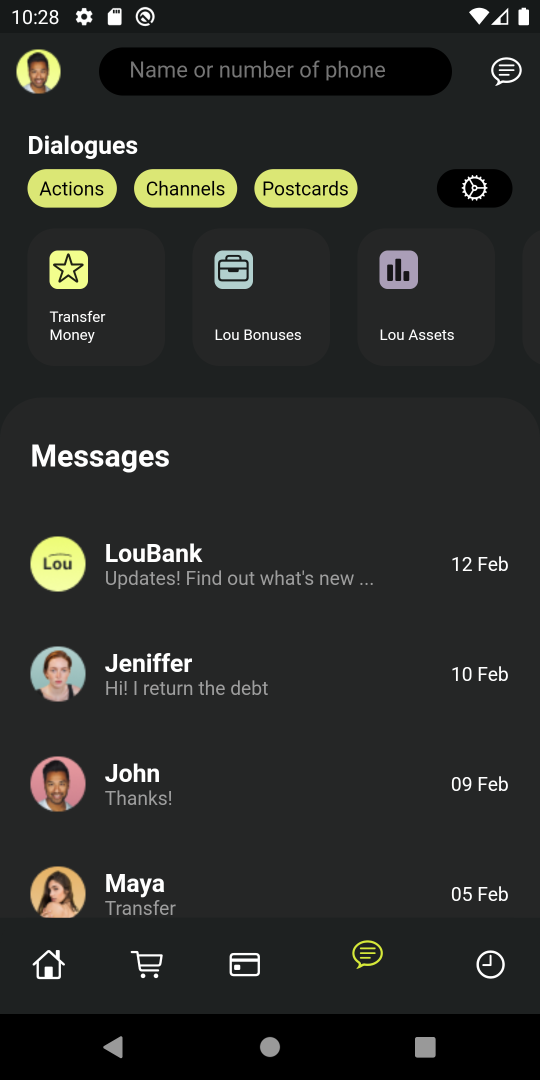 10:28
Name or number of phone
Dialogues
Actions
Channels
Postcards
Transfer
Money
Lou Bonuses
Lou Assets
Messages
Lou
LouBank
Updates! Find out what's new ...
12 Feb
Jeniffer
Hi! I return the debt
10 Feb
John
Thanks!
09 Feb
Maya
Transfer
05 Feb